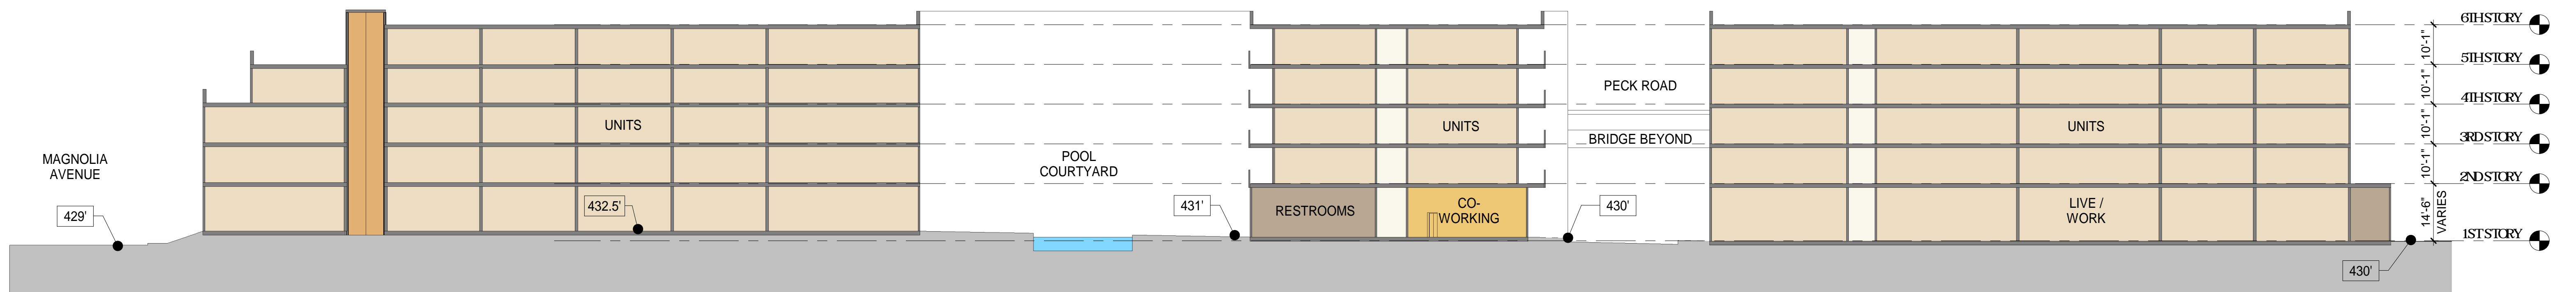 MAGNOLIA
AVENUE
429'
UNITS
432.5'
POOL
COURTYARD
431'
RESTROOMS
UNITS
CO-
WORKING
430'
PECK ROAD
BRIDGE BEYOND
UNITS
LIVE /
WORK
430'
10'-1"
10'-1"
10'-1"
10'-1"
14'-6"
VARIES
6TH STORY
5TH STORY
4TH STORY
3RD STORY
2ND STORY
1ST STORY